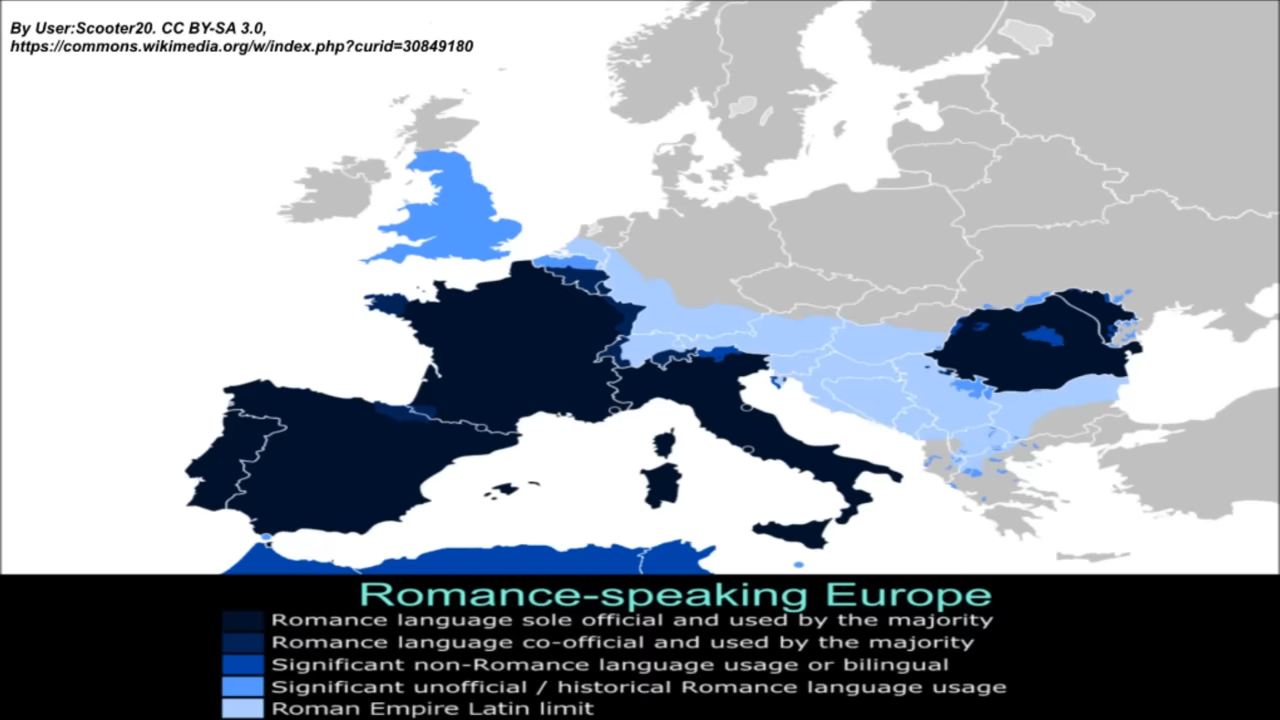 By User:Scooter20. CC BY-SA 3.0,
https://commons.wikimedia.org/w/index.php?curid=30849180
Romance-speaking Europe
Romance language sole official and used by the majority
Romance language co-official and used by the majority
Significant non-Romance language usage or bilingual
Significant unofficial / historical Romance language usage
Roman Empire Latin limit